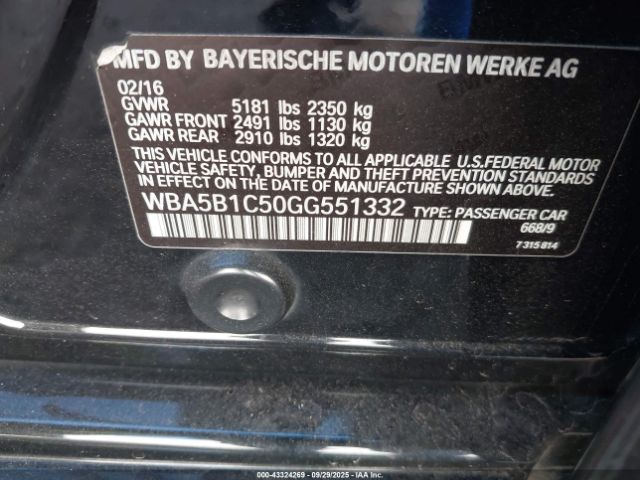 MFD BY BAYERISCHE MOTOREN WERKE AG
02/16
GVWR 5181 lbs 2350 kg
GAWR FRONT 2491 lbs 1130 kg
GAWR REAR 2910 lbs 1320 kg
THIS VEHICLE CONFORMS TO ALL APPLICABLE U.S.FEDERAL MOTOR
VEHICLE SAFETY, BUMPER AND THEFT PREVENTION STANDARDS
IN EFFECT ON THE DATE OF MANUFACTURE SHOWN ABOVE.
WBA5B1C50GG551332 TYPE: PASSENGER CAR
668/9
7 315 814
000-43324269 - 09/29/2025 - IAAI.COM